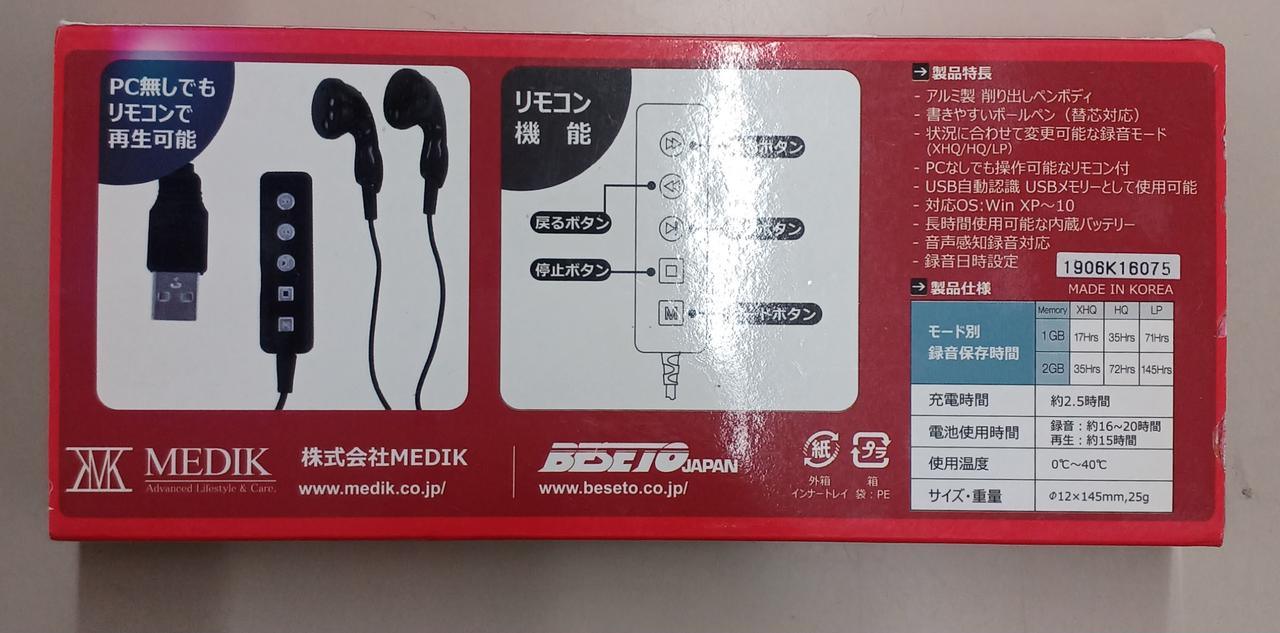 PC無しでも
リモコンで
再生可能
リモコン
機 能
ボタン
戻るボタン
ボタン
停止ボタン
ドボタン
M
MEDIK
Advanced Lifestyle & Care.
株式会社MEDIK
www.medik.co.jp/
BESETO JAPAN
www.beseto.co.jp/
紙
外箱
インナートレイ
プラ
箱
袋：PE
製品特長
- アルミ製 削り出しペンボディ
- 書きやすいボールペン（替芯対応）
- 状況に合わせて変更可能な録音モード
(XHQ/HQ/LP)
- PCなしでも操作可能なリモコン付
- USB自動認識 USBメモリーとして使用可能
- 対応OS:Win XP～10
- 長時間使用可能な内蔵バッテリー
- 音声感知録音対応
- 録音日時設定
1906K16075
MADE IN KOREA
製品仕様
モード別
録音保存時間
Memory XHQ HQ LP
1GB 17Hrs 35Hrs 71Hrs
2GB 35Hrs 72Hrs 145Hrs
充電時間 約2.5時間
電池使用時間 録音：約16~20時間
再生：約15時間
使用温度 0℃～40℃
サイズ・重量 Φ12×145mm,25g